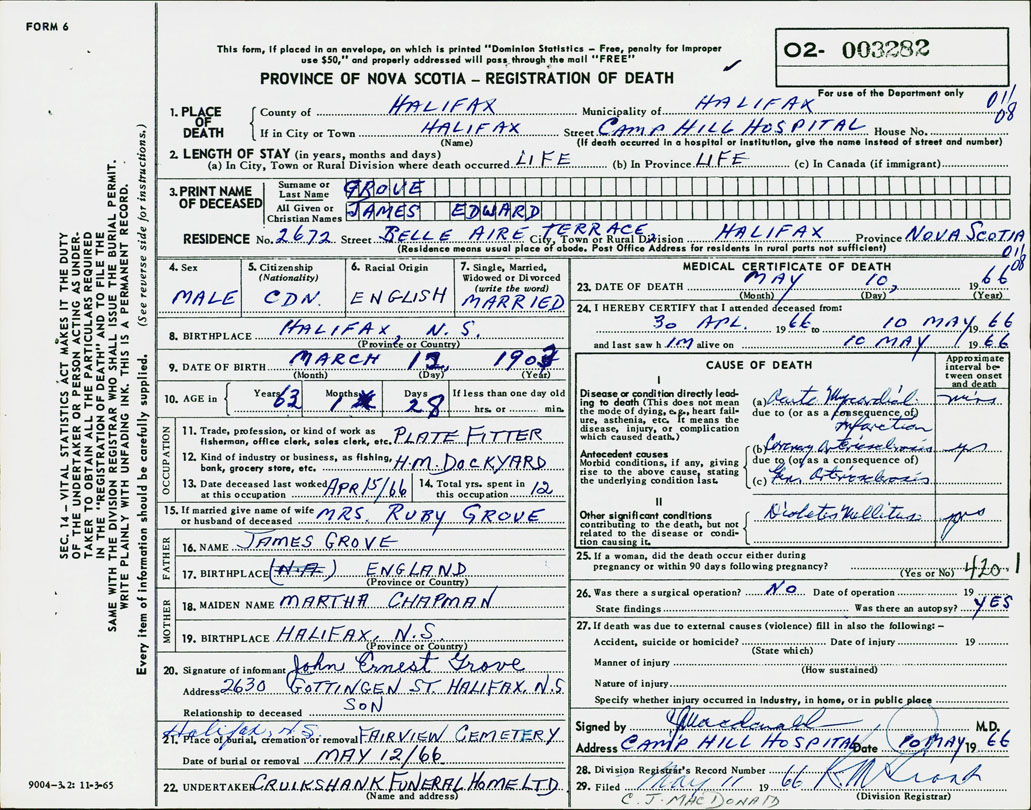 FORM 6
This form, if placed in an envelope, on which is printed "Dominion Statistics – Free, penalty for improper
use $50," and properly addressed will pass through the mail "FREE"
PROVINCE OF NOVA SCOTIA – REGISTRATION OF DEATH
02- 003282
For use of the Department only
01/08
1. PLACE OF DEATH
County of HALIFAX Municipality of HALIFAX
If in City or Town HALIFAX Street CAMP HILL HOSPITAL House No.
(Name) (If death occurred in a hospital or institution, give the name instead of street and number)
2. LENGTH OF STAY (in years, months and days)
(a) In City, Town or Rural Division where death occurred LIFE (b) In Province LIFE (c) In Canada (if immigrant)
3. PRINT NAME OF DECEASED
Surname or Last Name GROVE
All Given or Christian Names JAMES EDWARD
RESIDENCE No. 2672 Street BELLE AIRE TERRACE City, Town or Rural Division HALIFAX Province NOVA SCOTIA
(Residence means usual place of abode. Post Office Address for residents in rural parts not sufficient)
01/08
4. Sex MALE
5. Citizenship (Nationality) CDN.
6. Racial Origin ENGLISH
7. Single, Married, Widowed or Divorced (write the word) MARRIED
8. BIRTHPLACE HALIFAX, N.S.
(Province or Country)
9. DATE OF BIRTH MARCH 12, 1903
(Month) (Day) (Year)
10. AGE in Years 63 Months 1 Days 28 If less than one day old hrs. or min.
OCCUPATION
11. Trade, profession, or kind of work as fisherman, office clerk, sales clerk, etc. PLATE FITTER
12. Kind of industry or business, as fishing, bank, grocery store, etc. H.M. DOCKYARD
13. Date deceased last worked at this occupation APR 15/66 14. Total yrs. spent in this occupation 12
15. If married give name of wife or husband of deceased MRS. RUBY GROVE
FATHER
16. NAME JAMES GROVE
17. BIRTHPLACE (N.A) ENGLAND
(Province or Country)
MOTHER
18. MAIDEN NAME MARTHA CHAPMAN
19. BIRTHPLACE HALIFAX, N.S.
(Province or Country)
20. Signature of informant John Ernest Grove
Address 2630 GOTTINGEN ST. HALIFAX. N.S
Relationship to deceased SON
Halifax, N.S.
21. Place of burial, cremation or removal FAIRVIEW CEMETERY
Date of burial or removal MAY 12/66
22. UNDERTAKER CRUIKSHANK FUNERAL HOME LTD.
(Name and address)
MEDICAL CERTIFICATE OF DEATH
23. DATE OF DEATH MAY 10, 1966
(Month) (Day) (Year)
24. I HEREBY CERTIFY that I attended deceased from:
30 APL. 1966 to 10 MAY 1966
and last saw h IM alive on 10 MAY 1966
CAUSE OF DEATH
Approximate interval between onset and death
I
Disease or condition directly leading to death (This does not mean the mode of dying, e.g., heart failure, asthenia, etc. It means the disease, injury, or complication which caused death.)
(a) Acute Myocardial mins
due to (or as a consequence of)
Infarction
Antecedent causes
Morbid conditions, if any, giving rise to the above cause, stating the underlying condition last.
(b) Coronary yrs
due to (or as a consequence of)
(c) Gen.
II
Other significant conditions contributing to the death, but not related to the disease or condition causing it.
Diabetes Mellitus yrs
25. If a woman, did the death occur either during
pregnancy or within 90 days following pregnancy?
(Yes or No) 420.1
26. Was there a surgical operation? NO Date of operation 19
State findings Was there an autopsy? YES
27. If death was due to external causes (violence) fill in also the following: –
Accident, suicide or homicide? Date of injury 19
(State which)
Manner of injury
(How sustained)
Nature of injury
Specify whether injury occurred in industry, in home, or in public place
Signed by Macdonald M.D.
Address CAMP HILL HOSPITAL Date 10 MAY 1966
28. Division Registrar's Record Number
29. Filed May 11 1966
(Division Registrar)
C. J. MACDONALD
SEC. 14 – VITAL STATISTICS ACT MAKES IT THE DUTY
OF THE UNDERTAKER OR PERSON ACTING AS UNDER-
TAKER TO OBTAIN ALL THE PARTICULARS REQUIRED
IN THE "REGISTRATION OF DEATH" AND TO FILE THE
SAME WITH THE DIVISION REGISTRAR WHO SHALL ISSUE THE BURIAL PERMIT.
WRITE PLAINLY WITH UNFADING INK. THIS IS A PERMANENT RECORD.
Every item of information should be carefully supplied. (See reverse side for instructions.)
9004-3.2: 11-3-65